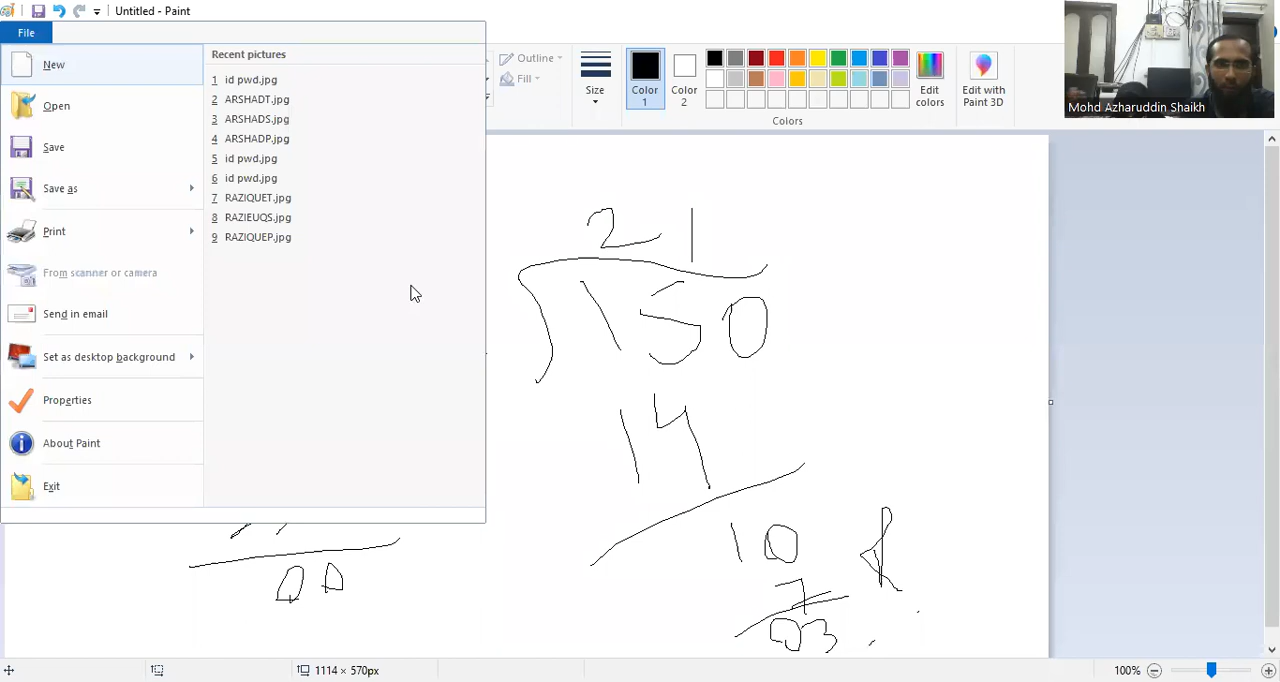 Untitled - Paint
File
New
Open
Save
Save as
Print
From scanner or camera
Send in email
Set as desktop background
Properties
About Paint
Exit
Recent pictures
1 id pwd.jpg
2 ARSHADT.jpg
3 ARSHADS.jpg
4 ARSHADP.jpg
5 id pwd.jpg
6 id pwd.jpg
7 RAZIQUET.jpg
8 RAZIEUQS.jpg
9 RAZIQUEP.jpg
Outline
Fill
Size
Color 1
Color 2
Edit colors
Edit with Paint 3D
Colors
Mohd Azharuddin Shaikh
21
150
14
10
7
03
00
1114 × 570px
100%